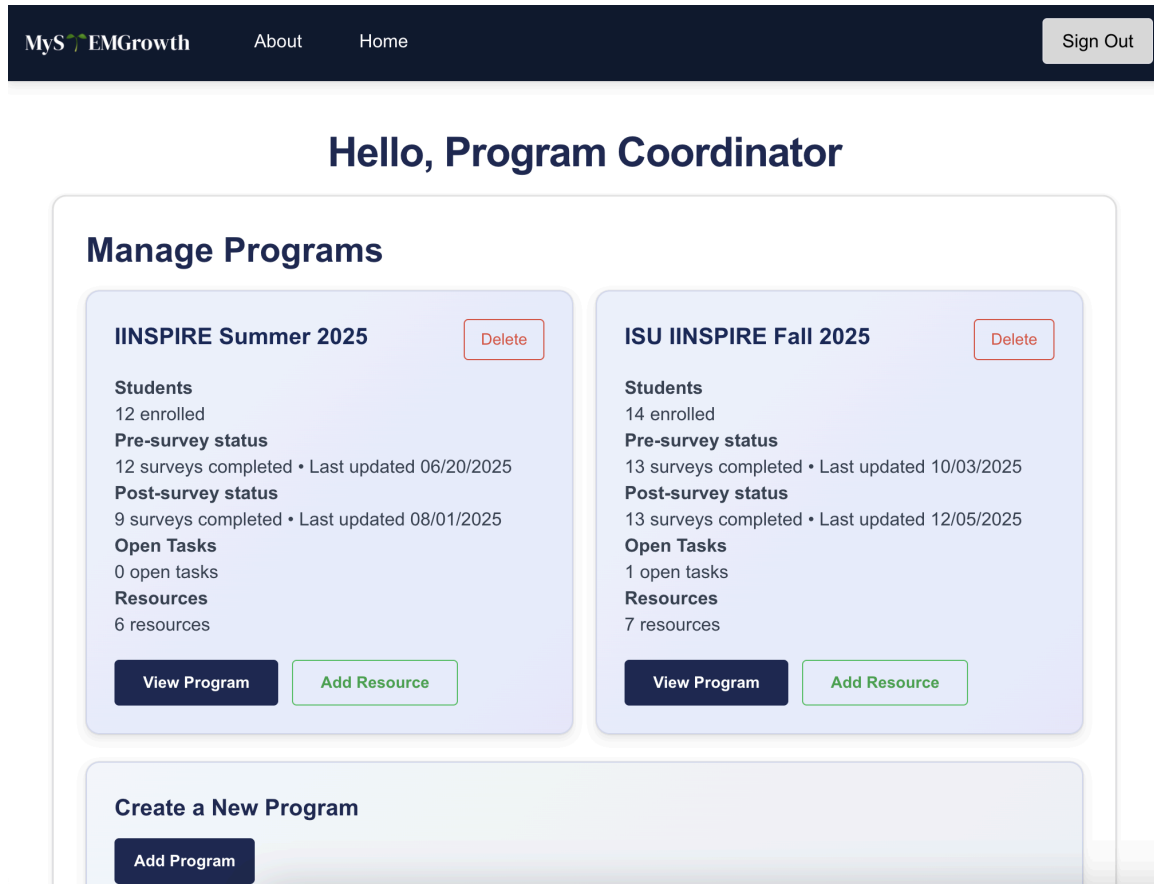 MySTEMGrowth
About
Home
Sign Out
Hello, Program Coordinator
Manage Programs
IINSPIRE Summer 2025
Delete
Students
12 enrolled
Pre-survey status
12 surveys completed • Last updated 06/20/2025
Post-survey status
9 surveys completed • Last updated 08/01/2025
Open Tasks
0 open tasks
Resources
6 resources
View Program
Add Resource
ISU IINSPIRE Fall 2025
Delete
Students
14 enrolled
Pre-survey status
13 surveys completed • Last updated 10/03/2025
Post-survey status
13 surveys completed • Last updated 12/05/2025
Open Tasks
1 open tasks
Resources
7 resources
View Program
Add Resource
Create a New Program
Add Program